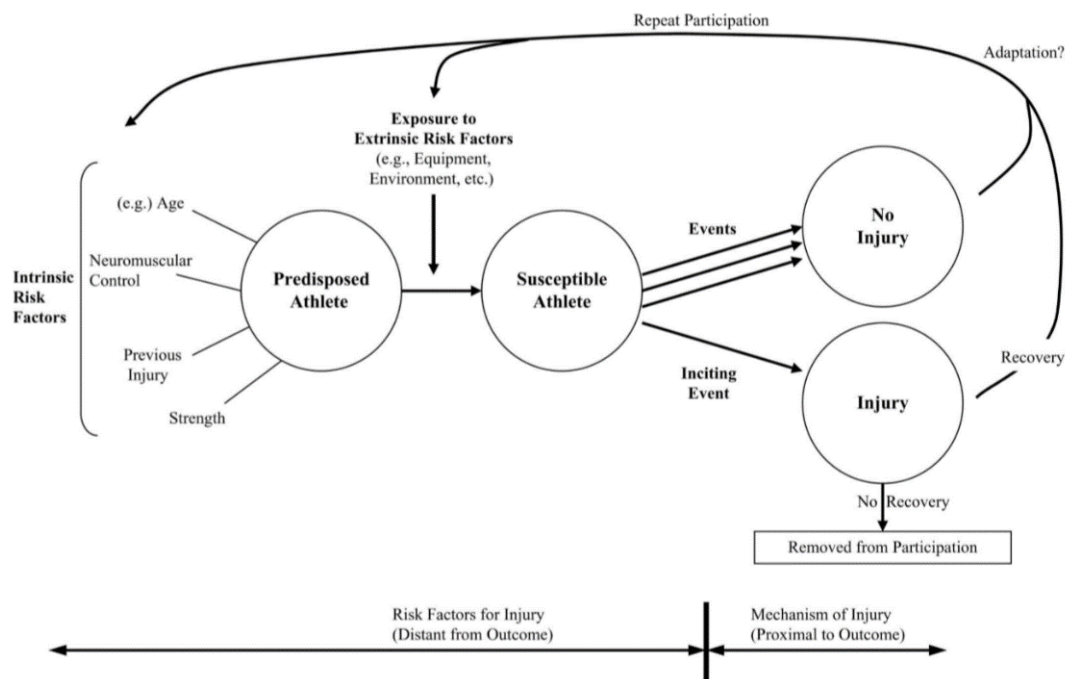 Repeat Participation
Adaptation?
Exposure to
Extrinsic Risk Factors
(e.g., Equipment,
Environment, etc.)
(e.g.) Age
Neuromuscular
Control
Intrinsic
Risk
Factors
Previous
Injury
Strength
Predisposed
Athlete
Susceptible
Athlete
Events
No
Injury
Inciting
Event
Injury
Recovery
No Recovery
Removed from Participation
Risk Factors for Injury
(Distant from Outcome)
Mechanism of Injury
(Proximal to Outcome)